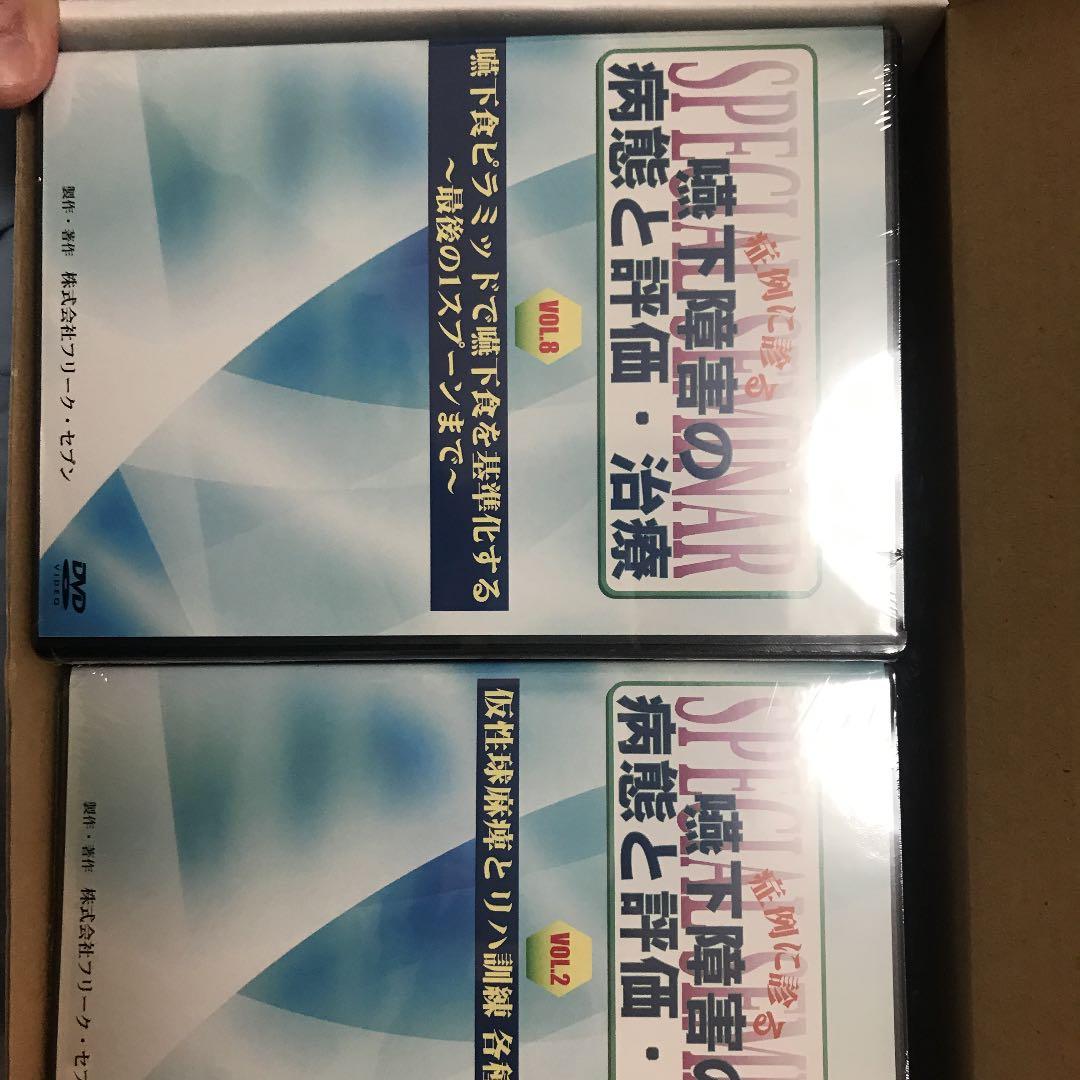 SPECIAL SEMINAR
症例に診る
嚥下障害の
病態と評価・治療
VOL.8
嚥下食ピラミッドで嚥下食を基準化する
～最後の1スプーンまで～
製作・著作 株式会社フリーク・セブン
DVD
VIDEO
症例に診る
嚥下障害の
病態と評価・
VOL.2
仮性球麻痺とリハ訓練 各種
製作・著作 株式会社フリーク・セブ